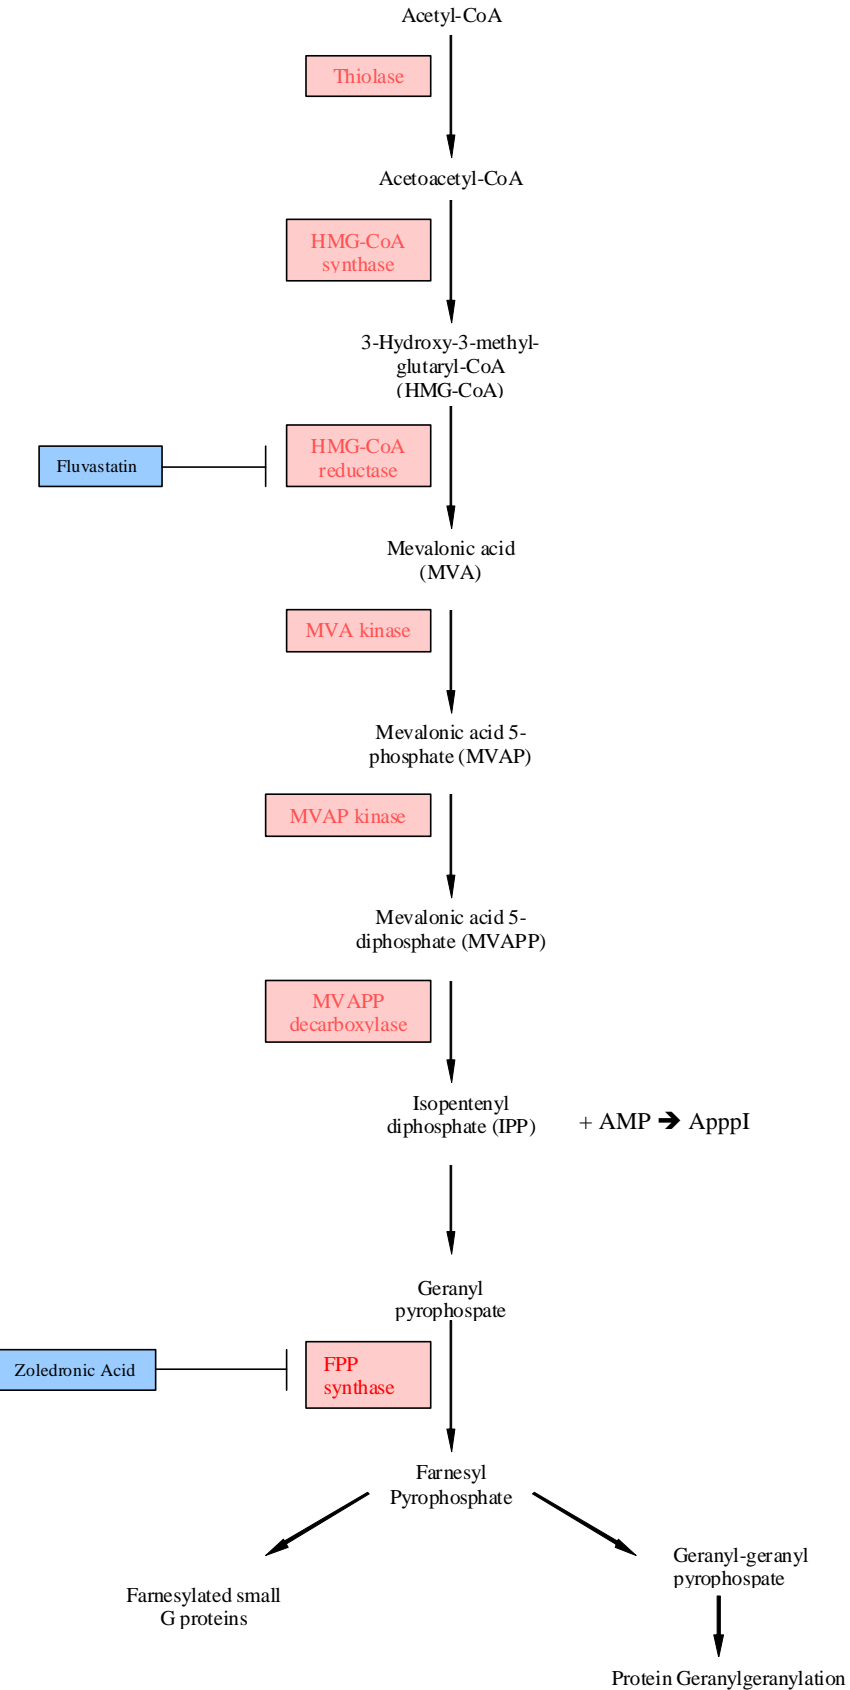 Acetyl-CoA
Thiolase
Acetoacetyl-CoA
HMG-CoA
synthase
3-Hydroxy-3-methyl-
glutaryl-CoA
(HMG-CoA)
Fluvastatin
HMG-CoA
reductase
Mevalonic acid
(MVA)
MVA kinase
Mevalonic acid 5-
phosphate (MVAP)
MVAP kinase
Mevalonic acid 5-
diphosphate (MVAPP)
MVAPP
decarboxylase
Isopentenyl
diphosphate (IPP)
+ AMP ➔ ApppI
Geranyl
pyrophospate
Zoledronic Acid
FPP
synthase
Farnesyl
Pyrophosphate
Farnesylated small
G proteins
Geranyl-geranyl
pyrophospate
Protein Geranylgeranylation